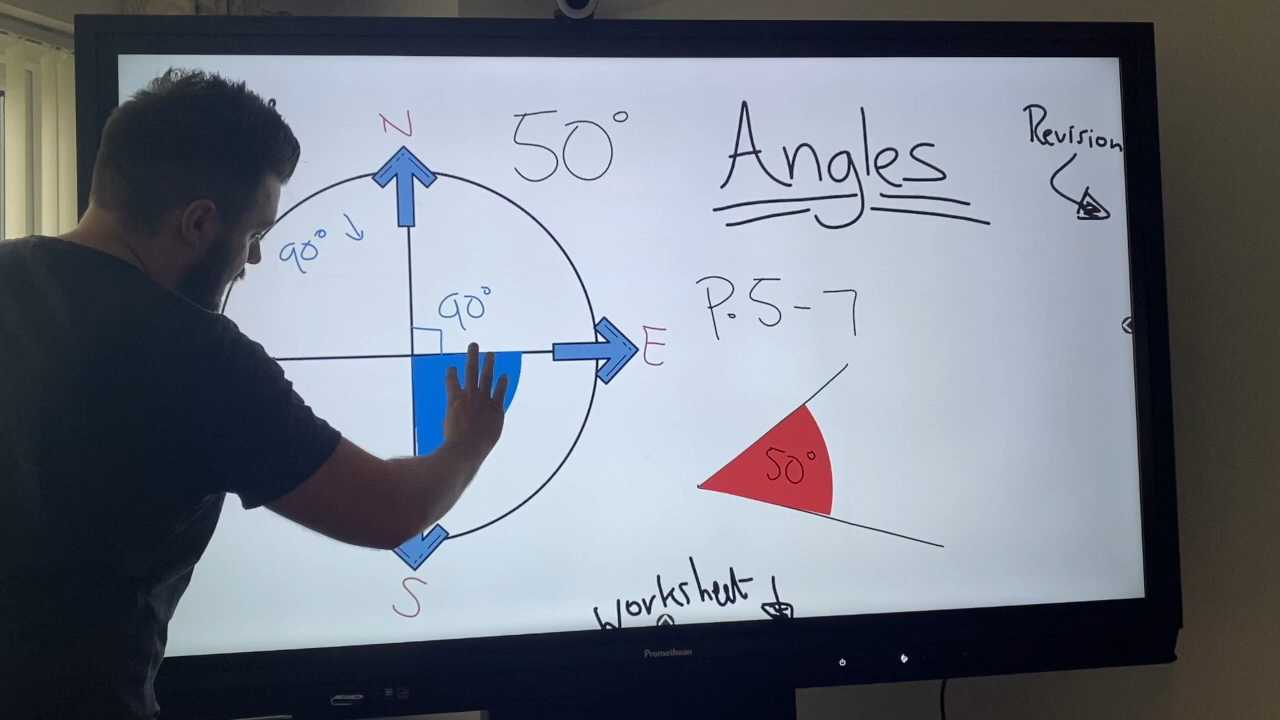 N
50°
Angles
Revision
90°
90°
E
P. 5-7
50°
S
Worksheet
Promethean